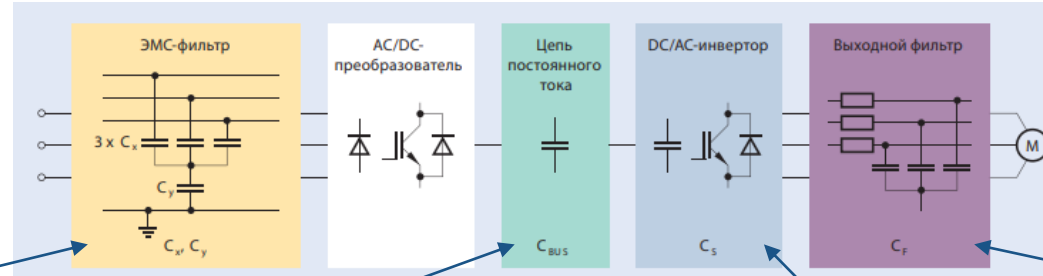 ЭМС-фильтр
3 x Cx
Cy
Cx, Cy
AC/DC-
преобразователь
Цепь
постоянного
тока
CBUS
DC/AC-инвертор
CS
Выходной фильтр
CF
M